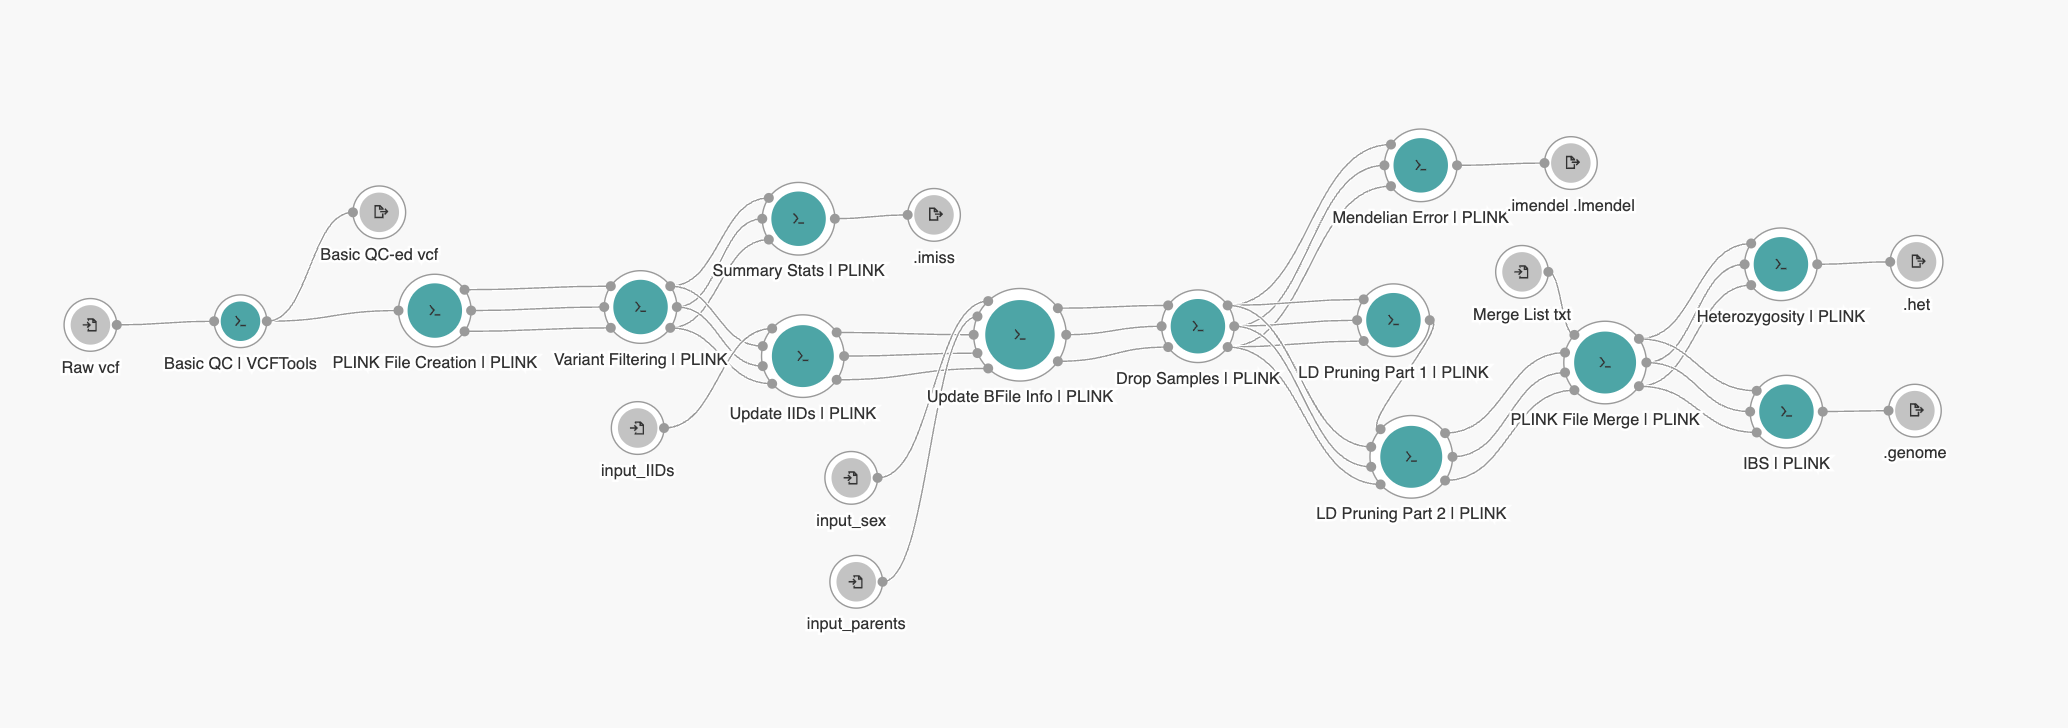 Raw vcf
Basic QC | VCFTools
Basic QC-ed vcf
PLINK File Creation | PLINK
Variant Filtering | PLINK
input_IIDs
Summary Stats | PLINK
.imiss
Update IIDs | PLINK
input_sex
input_parents
Update BFile Info | PLINK
Drop Samples | PLINK
Mendelian Error | PLINK
.imendel .lmendel
LD Pruning Part 1 | PLINK
LD Pruning Part 2 | PLINK
Merge List txt
PLINK File Merge | PLINK
Heterozygosity | PLINK
.het
IBS | PLINK
.genome